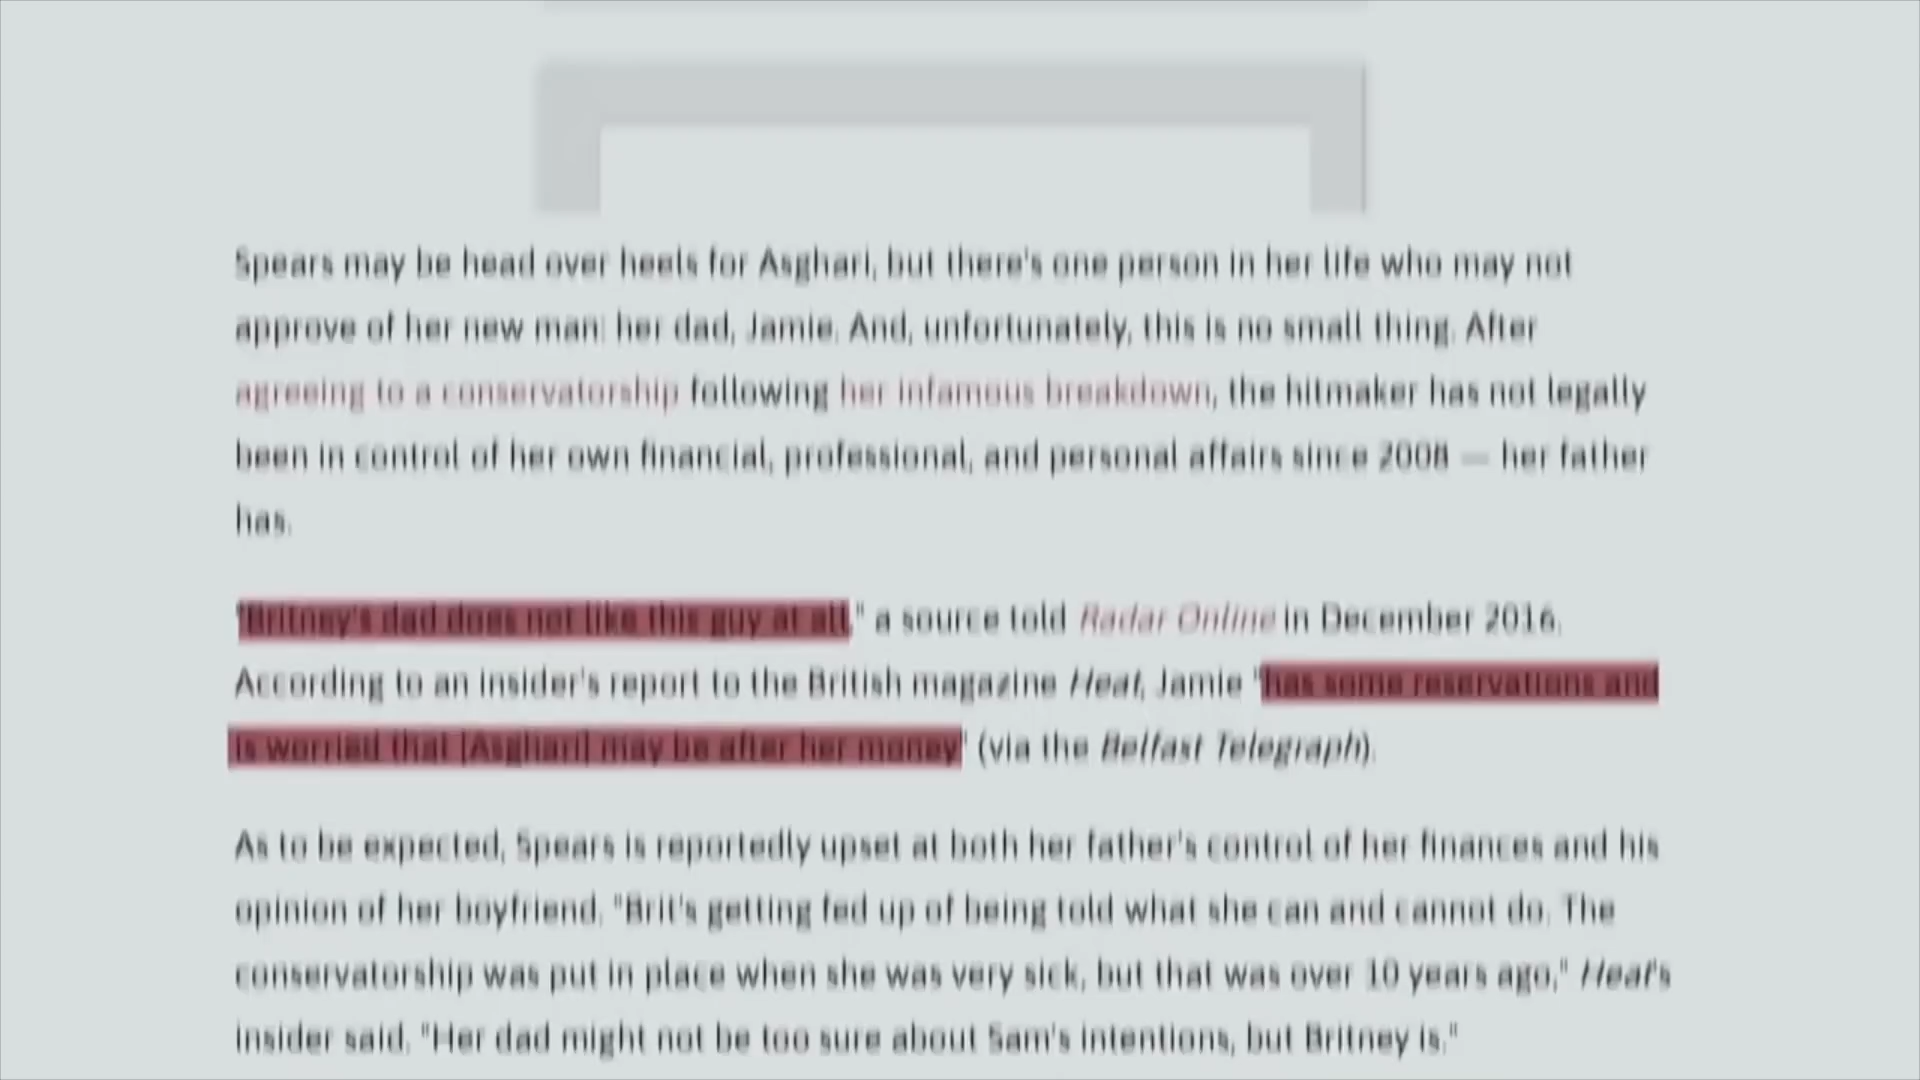 Spears may be head over heels for Asghari, but there's one person in her life who may not
approve of her new man: her dad, Jamie. And, unfortunately, this is no small thing. After
agreeing to a conservatorship following her infamous breakdown, the hitmaker has not legally
been in control of her own financial, professional, and personal affairs since 2008 — her father
has.
"Britney's dad does not like this guy at all," a source told Radar Online in December 2016.
According to an insider's report to the British magazine Heat, Jamie "has some reservations and
is worried that [Asghari] may be after her money" (via the Belfast Telegraph).
As to be expected, Spears is reportedly upset at both her father's control of her finances and his
opinion of her boyfriend. "Brit's getting fed up of being told what she can and cannot do. The
conservatorship was put in place when she was very sick, but that was over 10 years ago," Heat's
insider said. "Her dad might not be too sure about Sam's intentions, but Britney is."